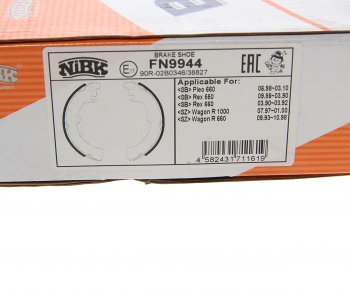 NiBK
BRAKE SHOE
FN9944
E11
90R-02B0346/38827
EAC
Applicable For:
<SB> Pleo 660 06.98-03.10
<SB> Rex 550 09.86-03.90
<SB> Rex 660 03.90-03.92
<SZ> Wagon R 1000 07.97-01.00
<SZ> Wagon R 660 09.93-10.98
4 582431 711619